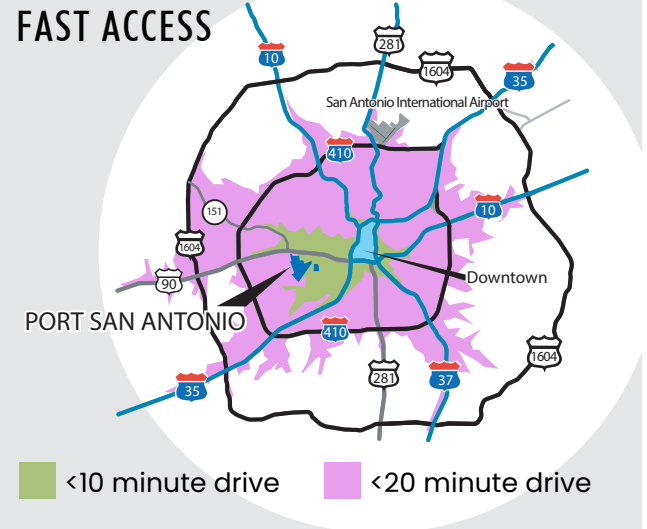 FAST ACCESS
281
10
1604
35
San Antonio International Airport
410
10
151
1604
90
Downtown
PORT SAN ANTONIO
410
1604
281
37
35
<10 minute drive
<20 minute drive